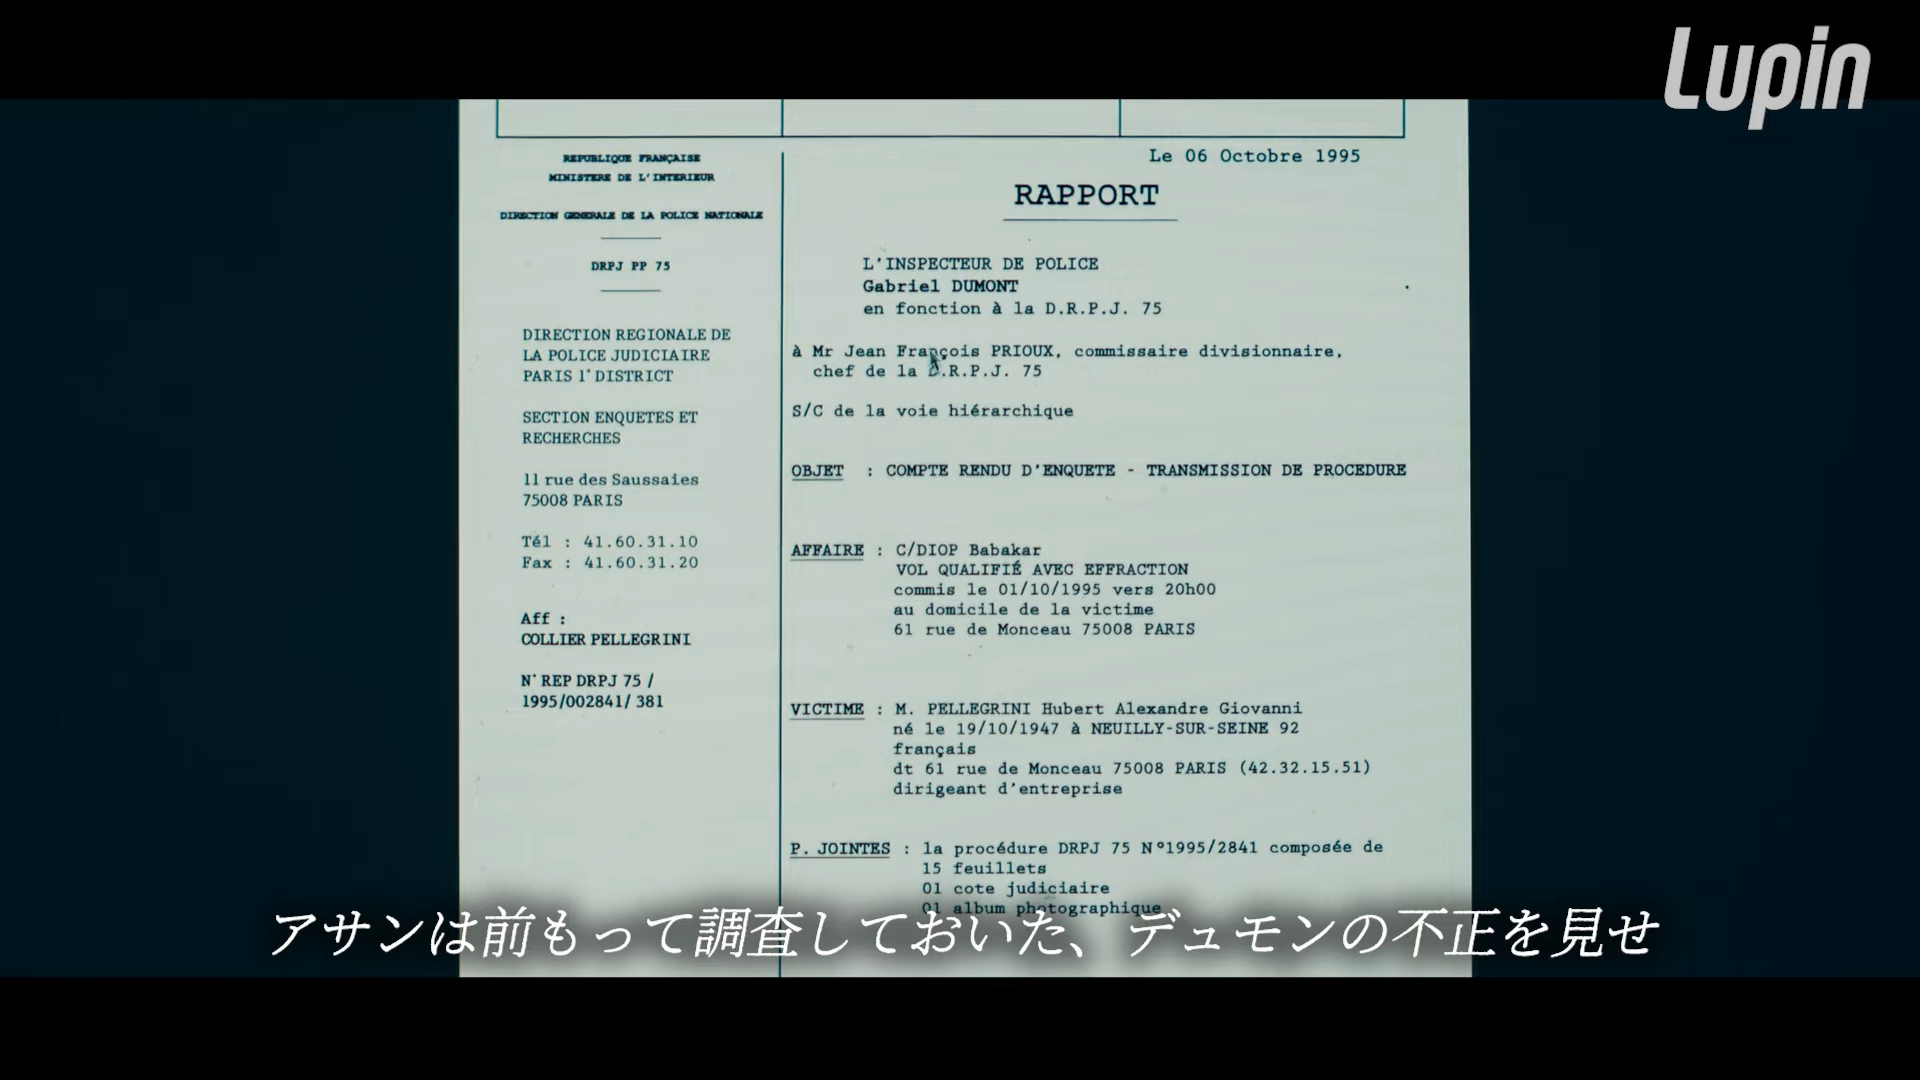 Lupin
Le 06 Octobre 1995
REPUBLIQUE FRANÇAISE
MINISTERE DE L'INTERIEUR
DIRECTION GENERALE DE LA POLICE NATIONALE
DRPJ PP 75
DIRECTION REGIONALE DE
LA POLICE JUDICIAIRE
PARIS 1° DISTRICT
SECTION ENQUETES ET
RECHERCHES
11 rue des Saussaies
75008 PARIS
Tél : 41.60.31.10
Fax : 41.60.31.20
Aff :
COLLIER PELLEGRINI
N° REP DRPJ 75 /
1995/002841/ 381
RAPPORT
L'INSPECTEUR DE POLICE
Gabriel DUMONT
en fonction à la D.R.P.J. 75
à Mr Jean François PRIOUX, commissaire divisionnaire,
chef de la D.R.P.J. 75
S/C de la voie hiérarchique
OBJET : COMPTE RENDU D'ENQUETE - TRANSMISSION DE PROCEDURE
AFFAIRE : C/DIOP Babakar
VOL QUALIFIÉ AVEC EFFRACTION
commis le 01/10/1995 vers 20h00
au domicile de la victime
61 rue de Monceau 75008 PARIS
VICTIME : M. PELLEGRINI Hubert Alexandre Giovanni
né le 19/10/1947 à NEUILLY-SUR-SEINE 92
français
dt 61 rue de Monceau 75008 PARIS (42.32.15.51)
dirigeant d'entreprise
P. JOINTES : la procédure DRPJ 75 N°1995/2841 composée de
15 feuillets
01 cote judiciaire
01 album photographique
アサンは前もって調査しておいた、デュモンの不正を見せ